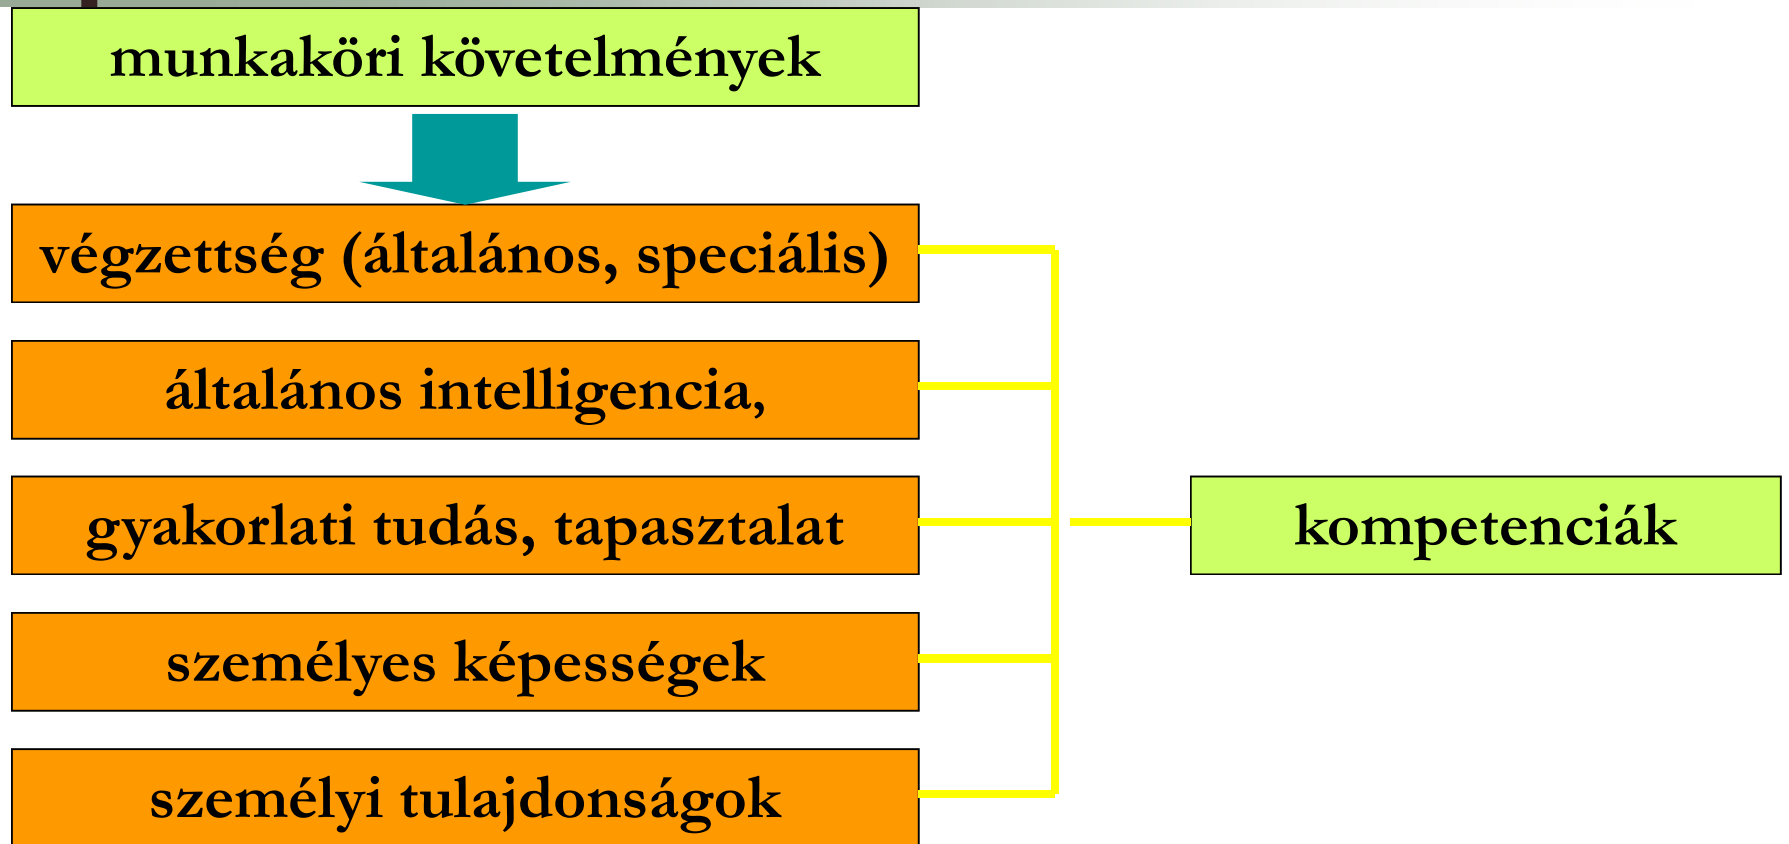 munkaköri követelmények
végzettség (általános, speciális)
általános intelligencia,
gyakorlati tudás, tapasztalat
kompetenciák
személyes képességek
személyi tulajdonságok